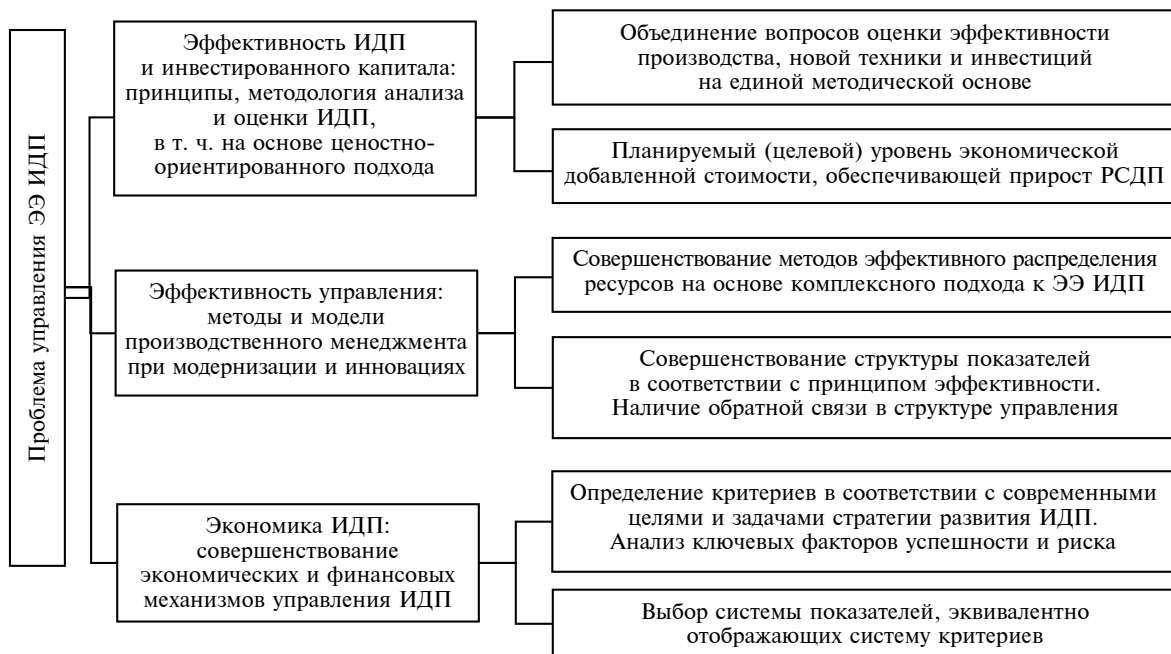 Проблема управления ЭЭ ИДП
Эффективность ИДП
и инвестированного капитала:
принципы, методология анализа
и оценки ИДП,
в т. ч. на основе ценостно-
ориентированного подхода
Объединение вопросов оценки эффективности
производства, новой техники и инвестиций
на единой методической основе
Планируемый (целевой) уровень экономической
добавленной стоимости, обеспечивающей прирост РСДП
Эффективность управления:
методы и модели
производственного менеджмента
при модернизации и инновациях
Совершенствование методов эффективного распределения
ресурсов на основе комплексного подхода к ЭЭ ИДП
Совершенствование структуры показателей
в соответствии с принципом эффективности.
Наличие обратной связи в структуре управления
Экономика ИДП:
совершенствование
экономических и финансовых
механизмов управления ИДП
Определение критериев в соответствии с современными
целями и задачами стратегии развития ИДП.
Анализ ключевых факторов успешности и риска
Выбор системы показателей, эквивалентно
отображающих систему критериев